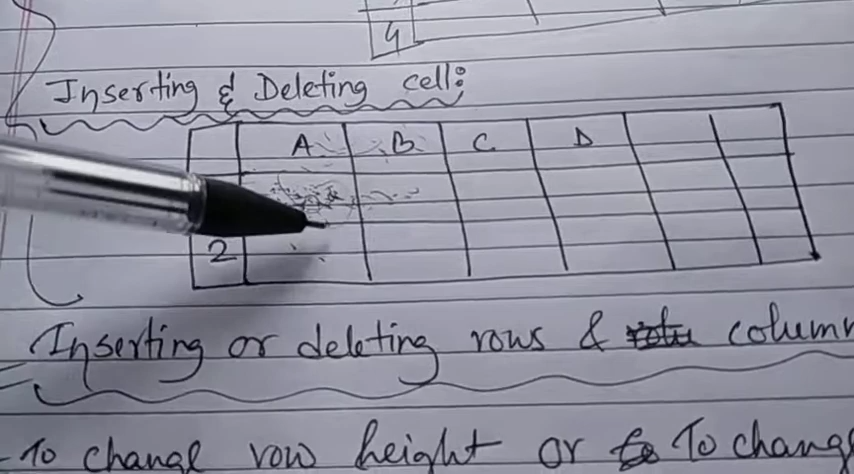 4
Inserting & Deleting cell:
A B C D
2
Inserting or deleting rows & column
- To change row height or To change